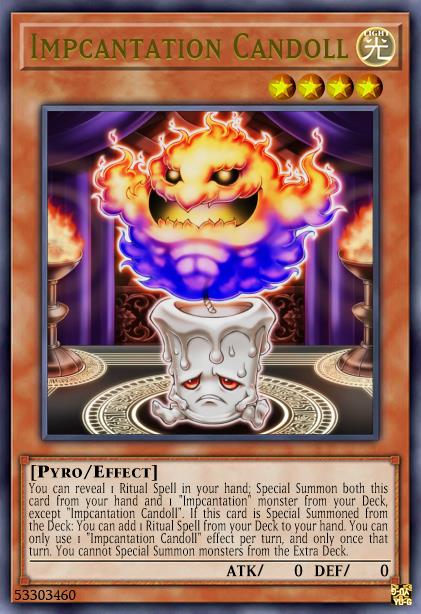 IMPCANTATION CANDOLL
LIGHT
光
[PYRO/EFFECT]
You can reveal 1 Ritual Spell in your hand; Special Summon both this
card from your hand and 1 "Impcantation" monster from your Deck,
except "Impcantation Candoll". If this card is Special Summoned from
the Deck: You can add 1 Ritual Spell from your Deck to your hand. You can
only use 1 "Impcantation Candoll" effect per turn, and only once that
turn. You cannot Special Summon monsters from the Extra Deck.
ATK/ 0 DEF/ 0
53303460